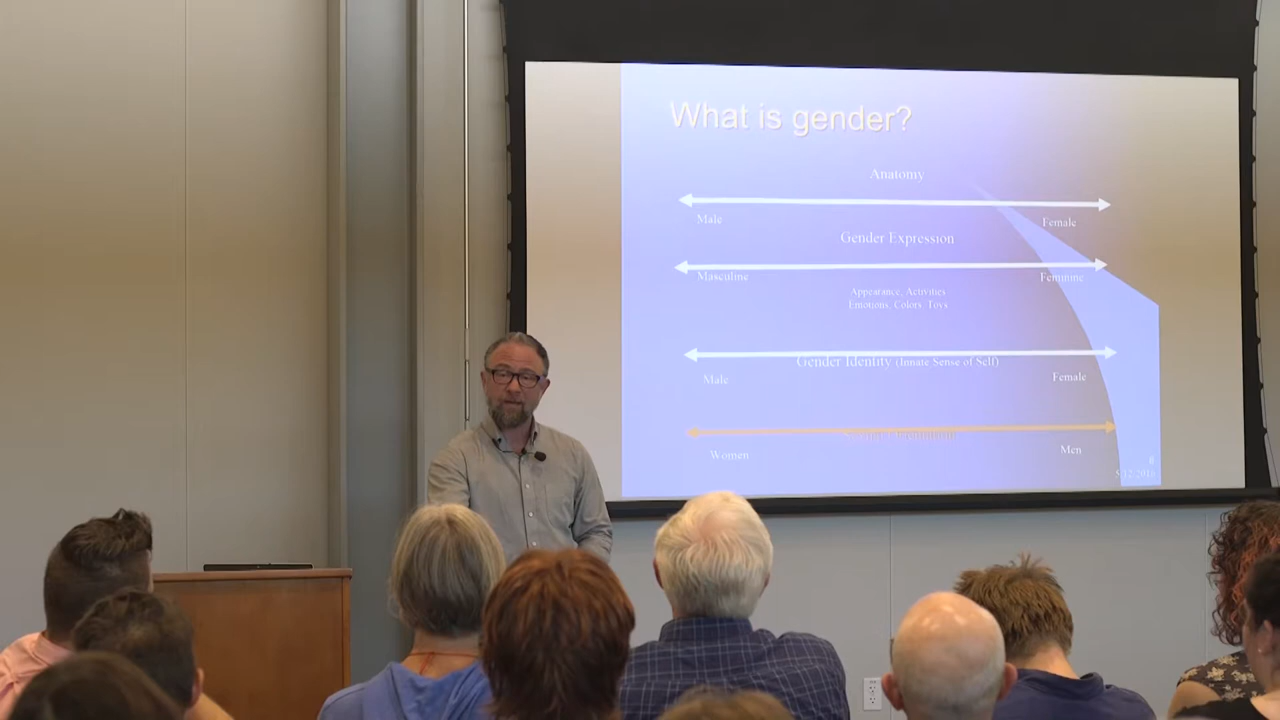 What is gender?
Anatomy
Male Female
Gender Expression
Masculine Feminine
Appearance, Activities
Emotions, Colors, Toys
Gender Identity (Innate Sense of Self)
Male Female
Women Men
8